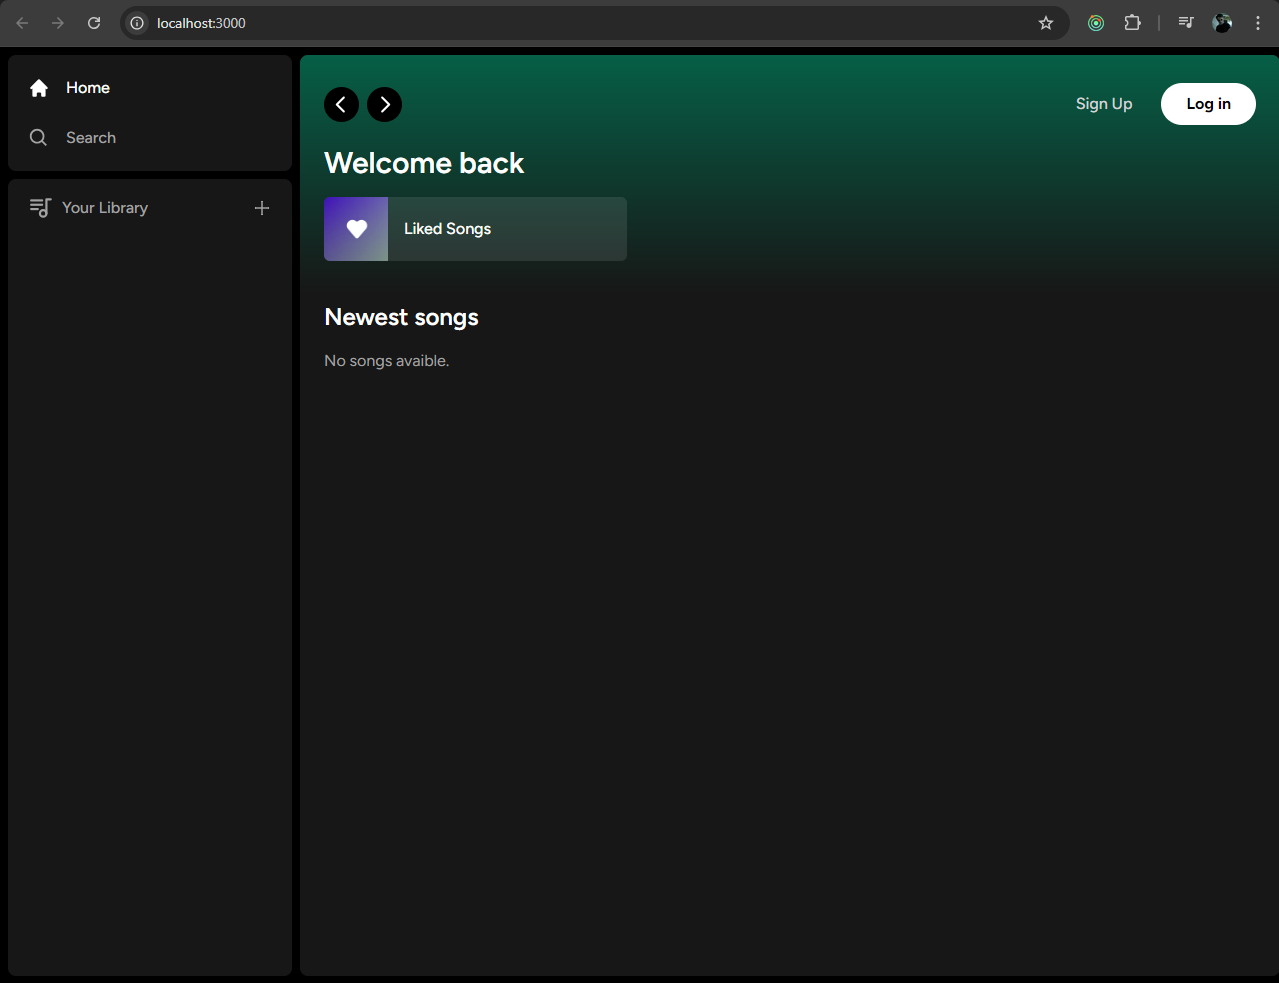 localhost:3000
Home
Search
Your Library
Sign Up
Log in
Welcome back
Liked Songs
Newest songs
No songs avaible.